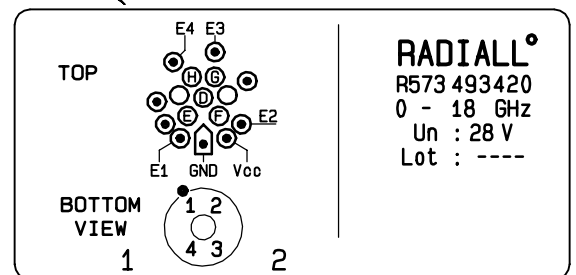 E4 E3
TOP
H G
D
E F
E2
E1 GND Vcc
BOTTOM
VIEW
1 2
4 3
1 2
RADIALL°
R573 493420
0 - 18 GHz
Un : 28 V
Lot : ----